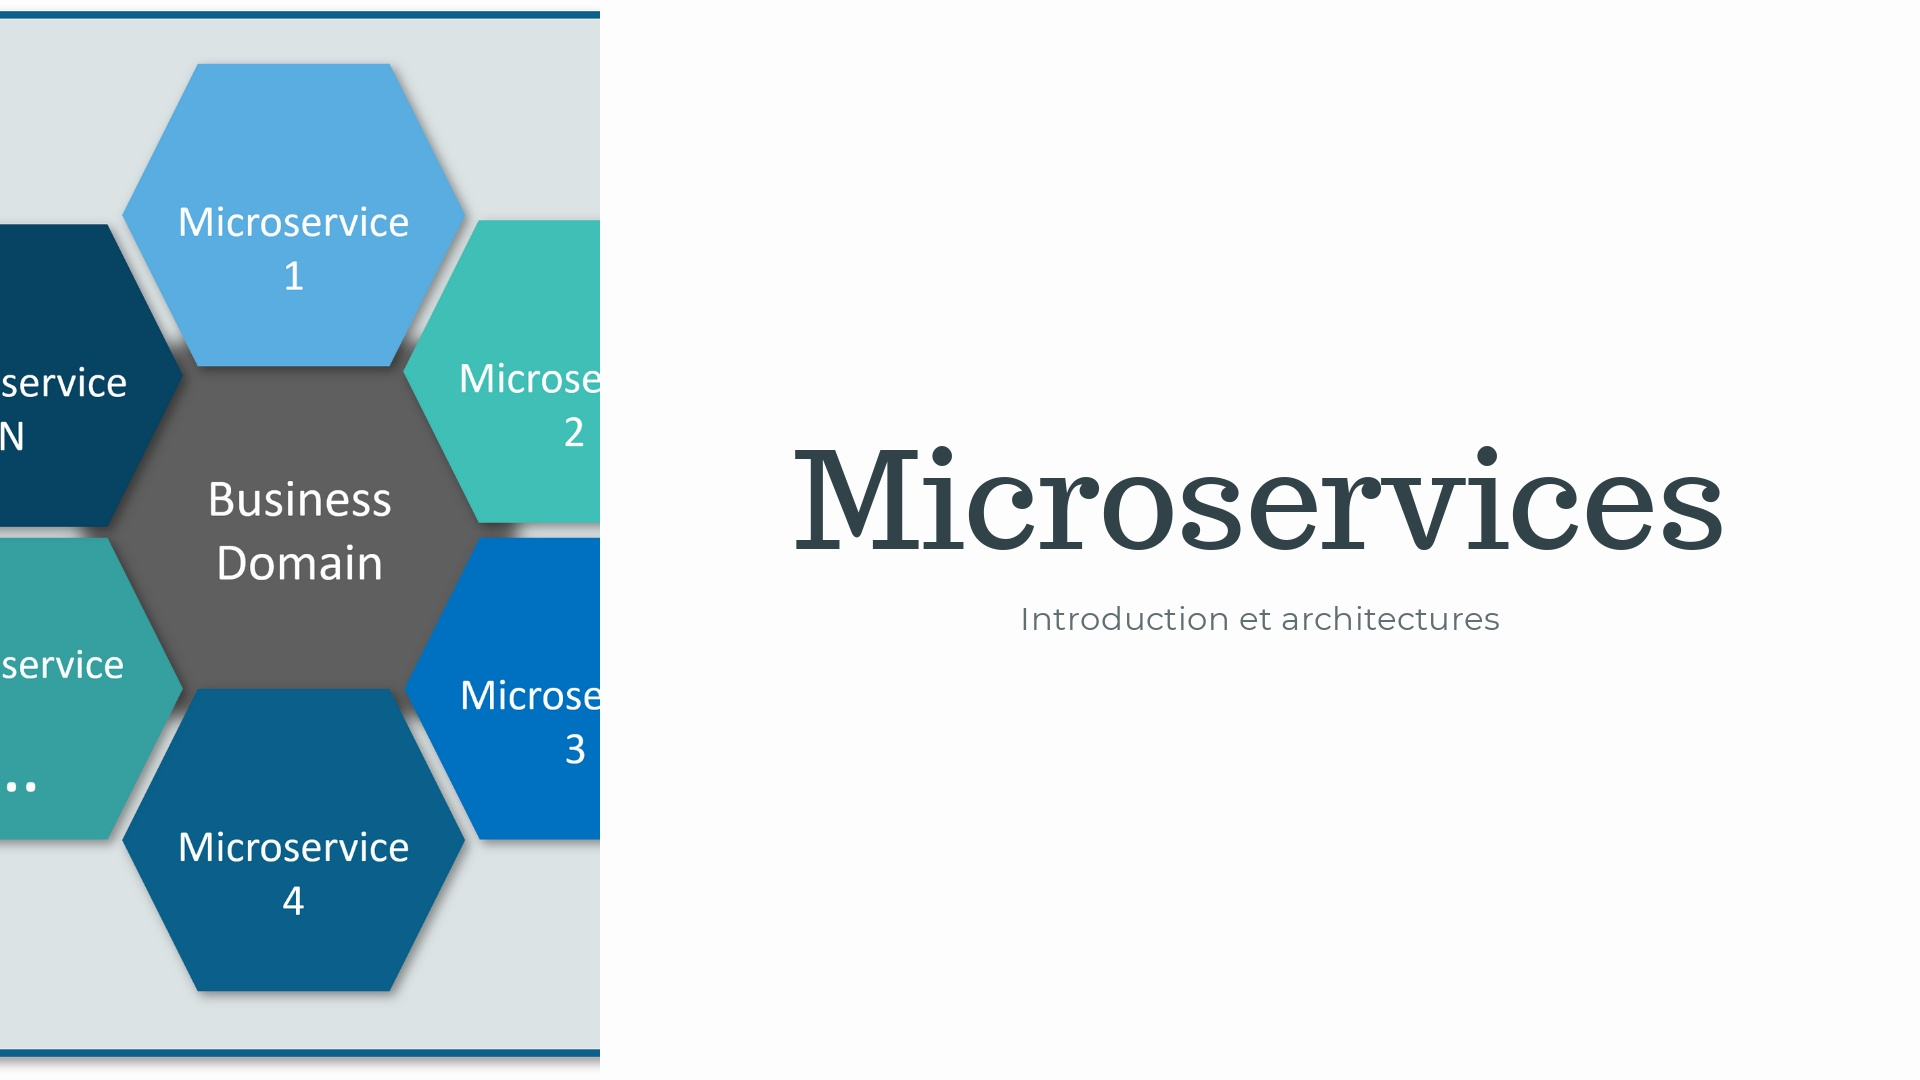 Microservice
1
service
N
Microse
2
Business
Domain
service
..
Microse
3
Microservice
4
Microservices
Introduction et architectures